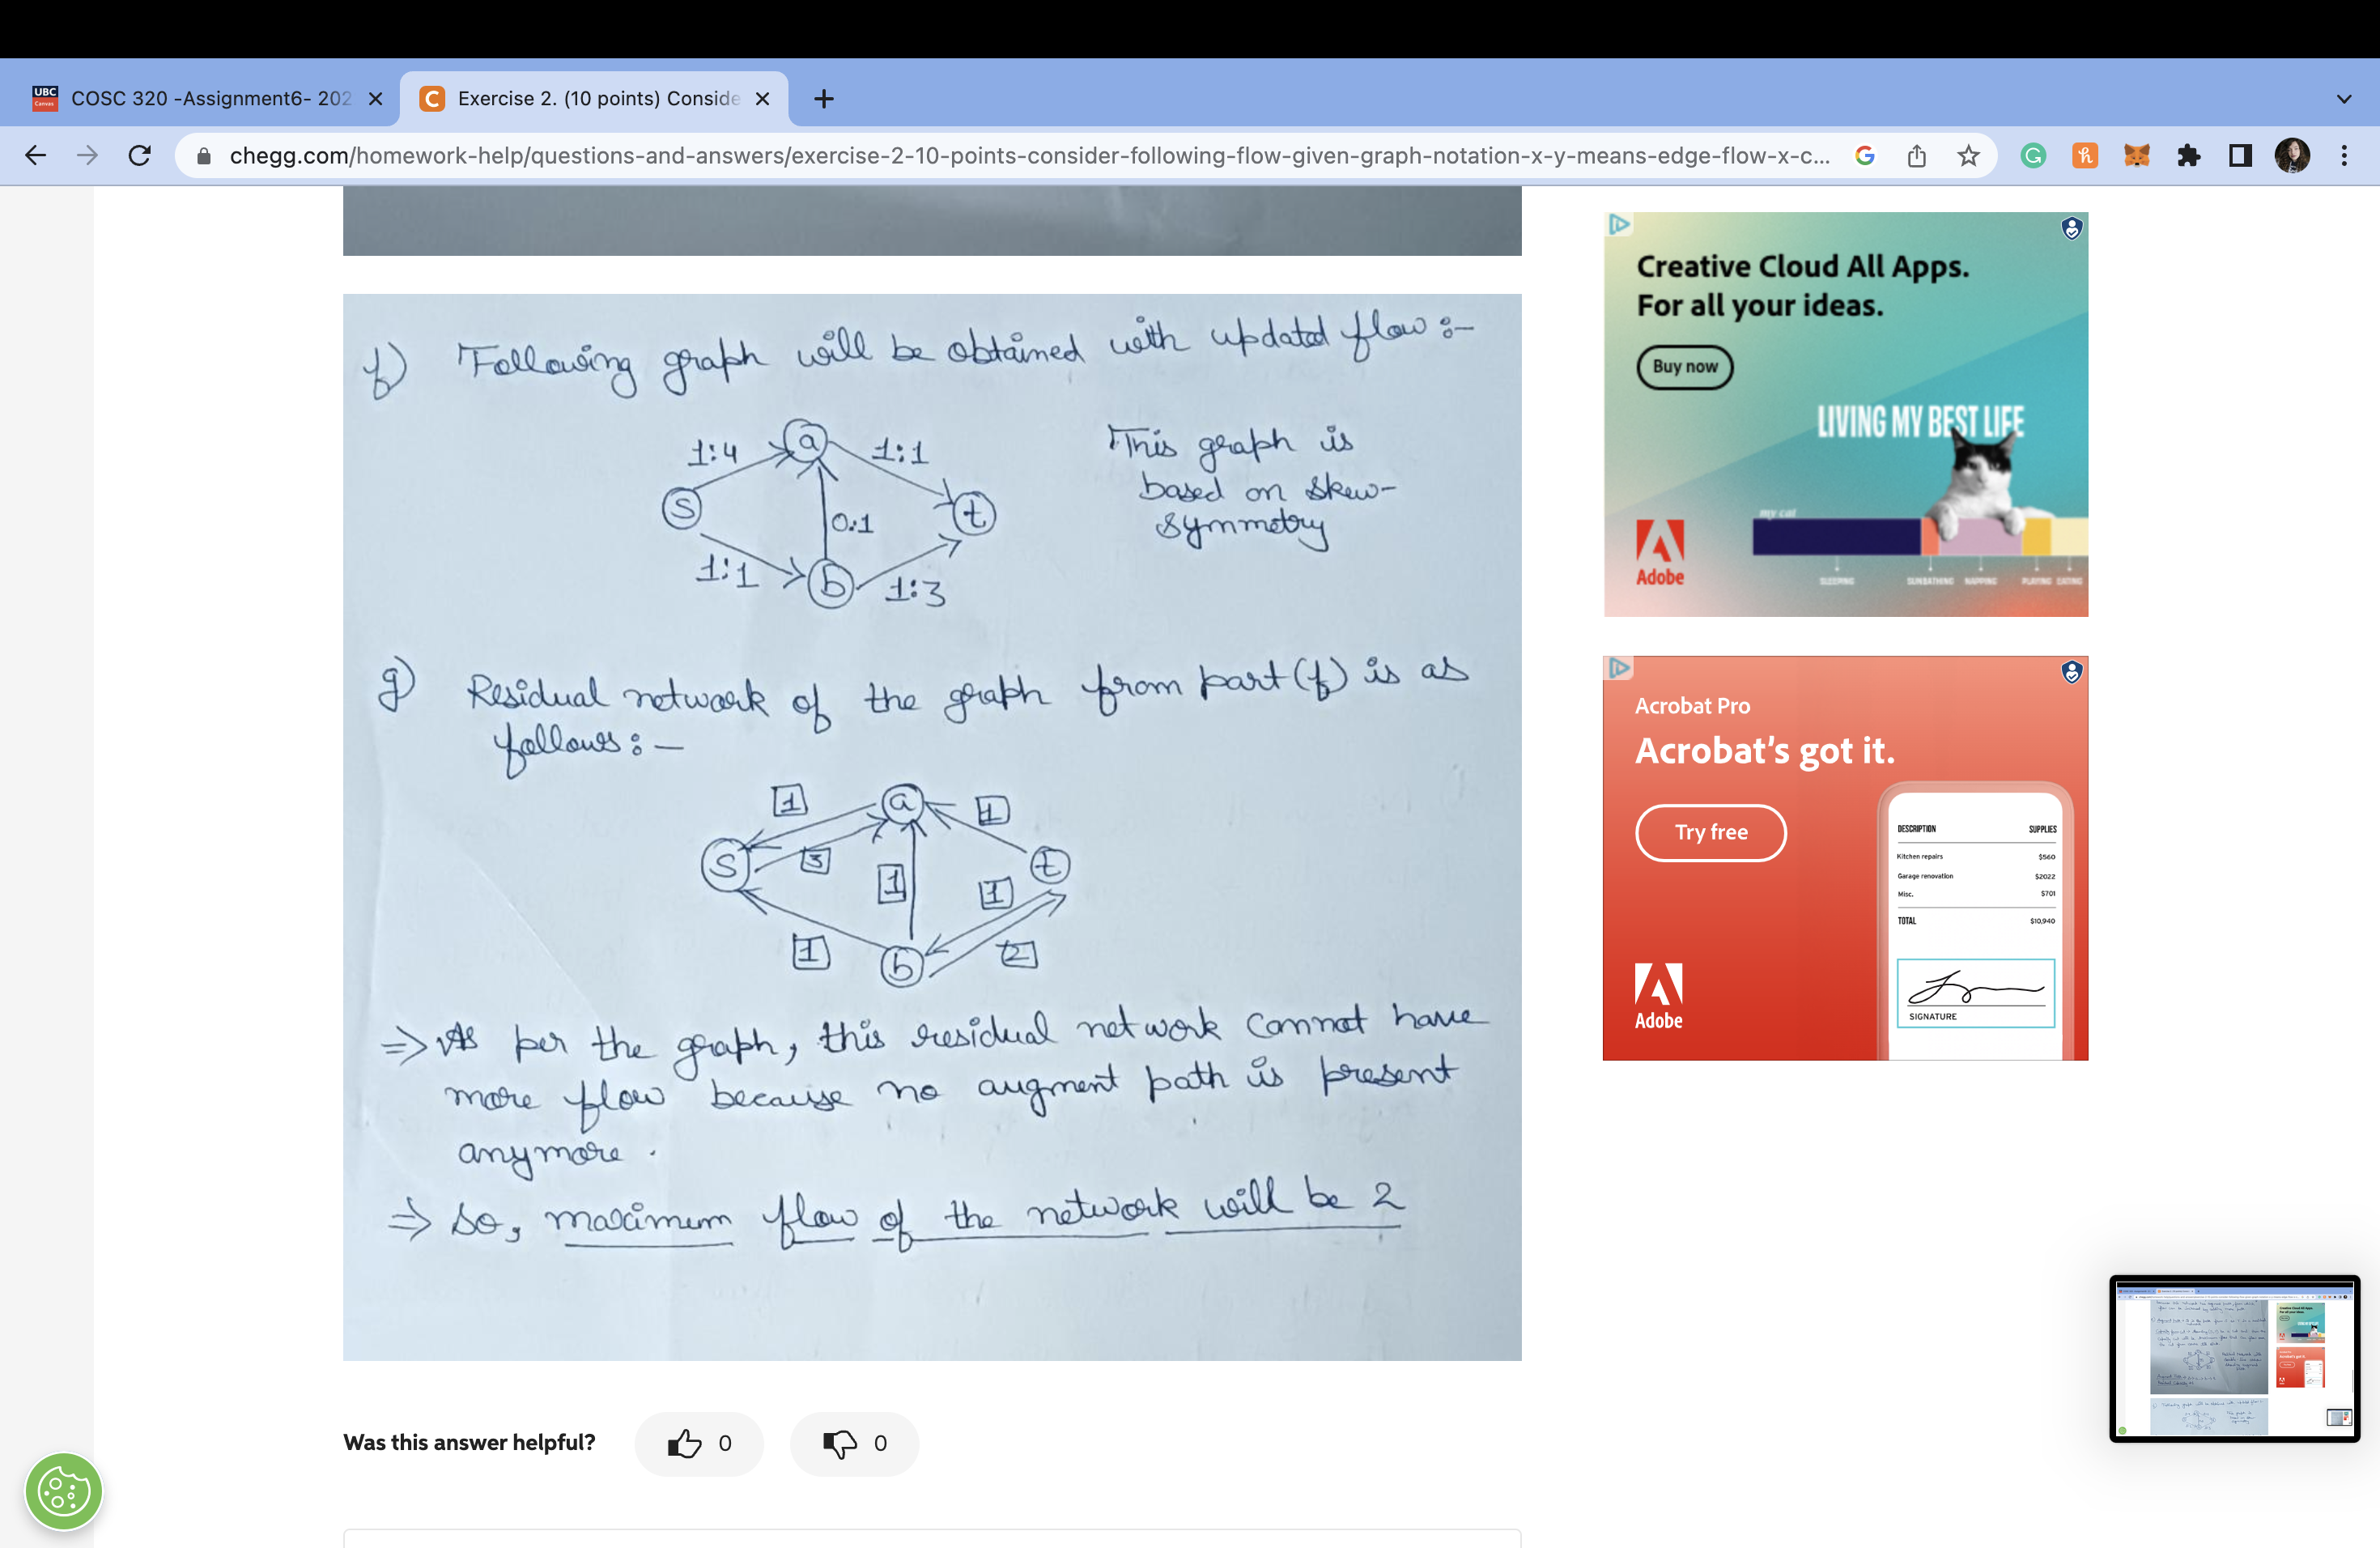 COSC 320 -Assignment6- 202
Exercise 2. (10 points) Conside
chegg.com/homework-help/questions-and-answers/exercise-2-10-points-consider-following-flow-given-graph-notation-x-y-means-edge-flow-x-c...
f) Following graph will be obtained with updated flow :-
1:4 a 1:1
S 0:1 t
1:1 b 1:3
This graph is
based on skew-
symmetry
g) Residual network of the graph from part (f) is as
follows : —
1 a 1
S 3 1 1 t
1 b 2
⇒ As per the graph, this residual network cannot have
more flow because no augment path is present
anymore .
⇒ So, maximum flow of the network will be 2
Was this answer helpful?
0
0
Creative Cloud All Apps.
For all your ideas.
Buy now
LIVING MY BEST LIFE
my cat
SLEEPING SUNBATHING NAPPING PLAYING EATING
Adobe
Acrobat Pro
Acrobat's got it.
Try free
DESCRIPTION SUPPLIES
Kitchen repairs $560
Garage renovation $2022
Misc. $701
TOTAL $10,940
SIGNATURE
Adobe
UBC
Canvas